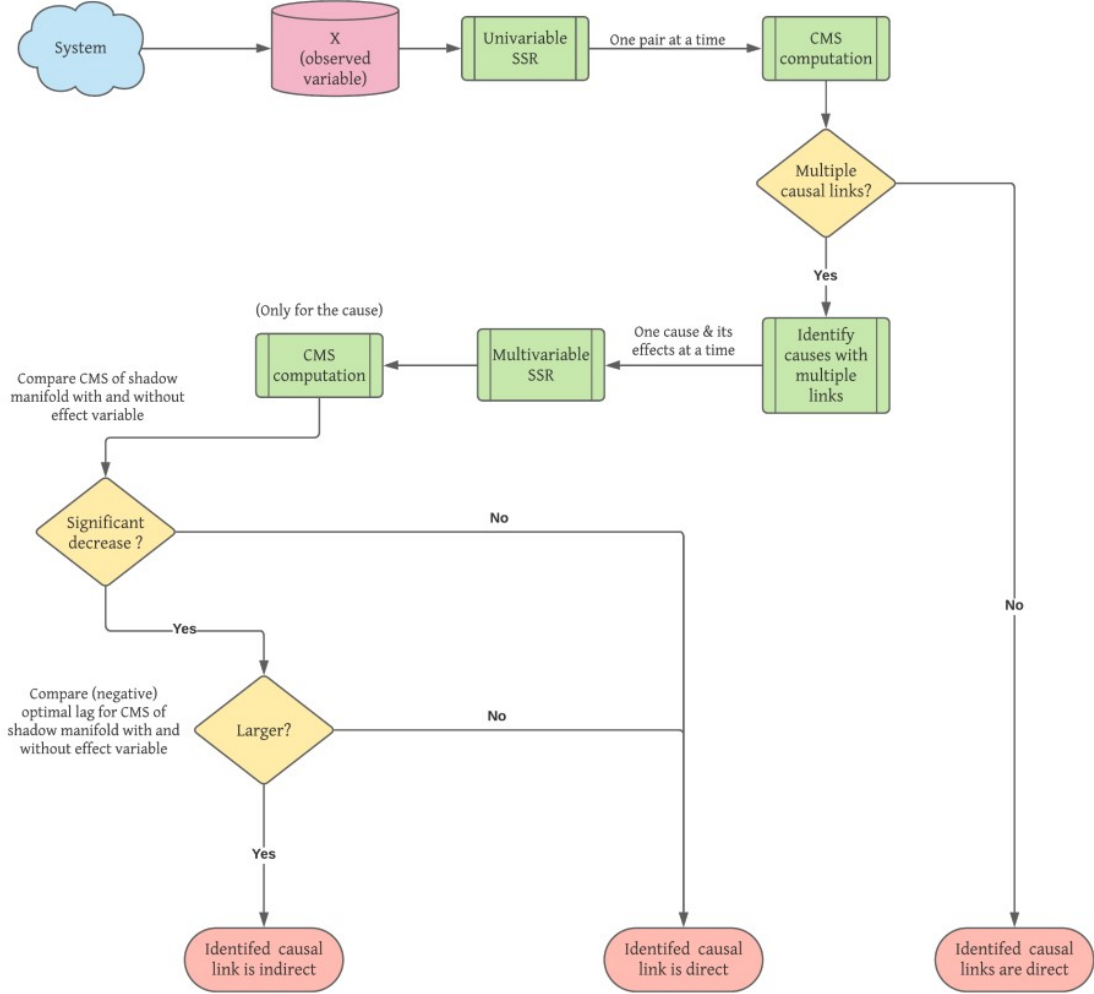 System
X
(observed
variable)
Univariable
SSR
One pair at a time
CMS
computation
Multiple
causal links?
Yes
No
Identify
causes with
multiple
links
One cause & its
effects at a time
Multivariable
SSR
(Only for the cause)
CMS
computation
Compare CMS of shadow
manifold with and without
effect variable
Significant
decrease ?
No
Yes
Compare (negative)
optimal lag for CMS of
shadow manifold with and
without effect variable
Larger?
No
Yes
Identifed causal
link is indirect
Identifed causal
link is direct
Identifed causal
links are direct